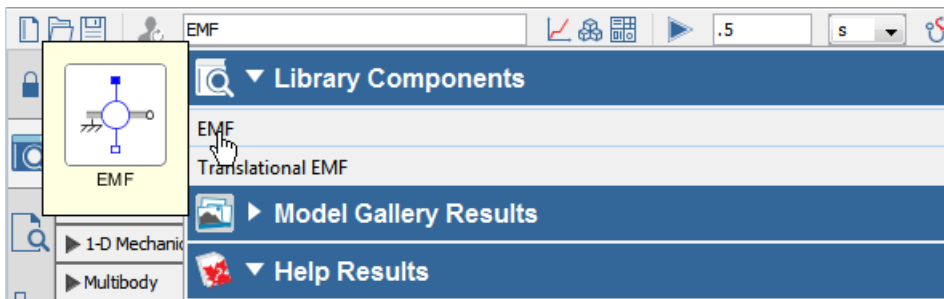 EMF
.5
s
Library Components
EMF
Translational EMF
EMF
Model Gallery Results
1-D Mechanic
Help Results
Multibody